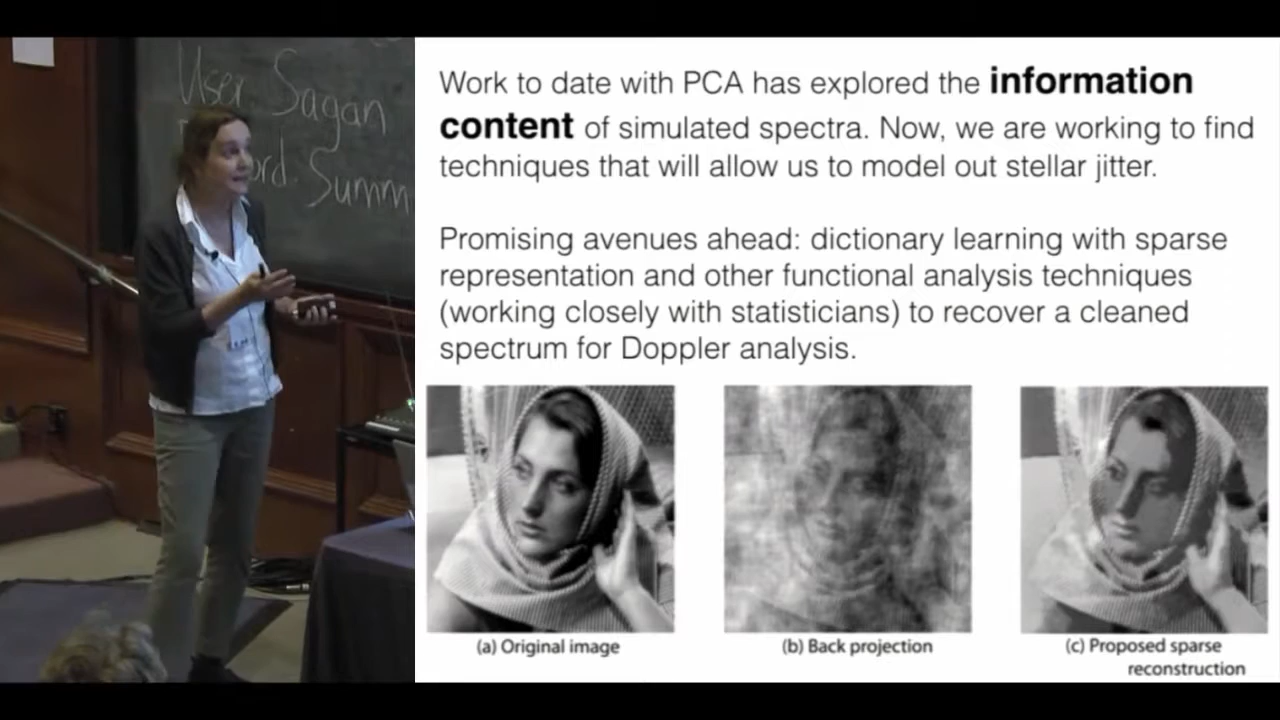 User Sagan
ord Summ
Work to date with PCA has explored the information
content of simulated spectra. Now, we are working to find
techniques that will allow us to model out stellar jitter.
Promising avenues ahead: dictionary learning with sparse
representation and other functional analysis techniques
(working closely with statisticians) to recover a cleaned
spectrum for Doppler analysis.
(a) Original image
(b) Back projection
(c) Proposed sparse
reconstruction